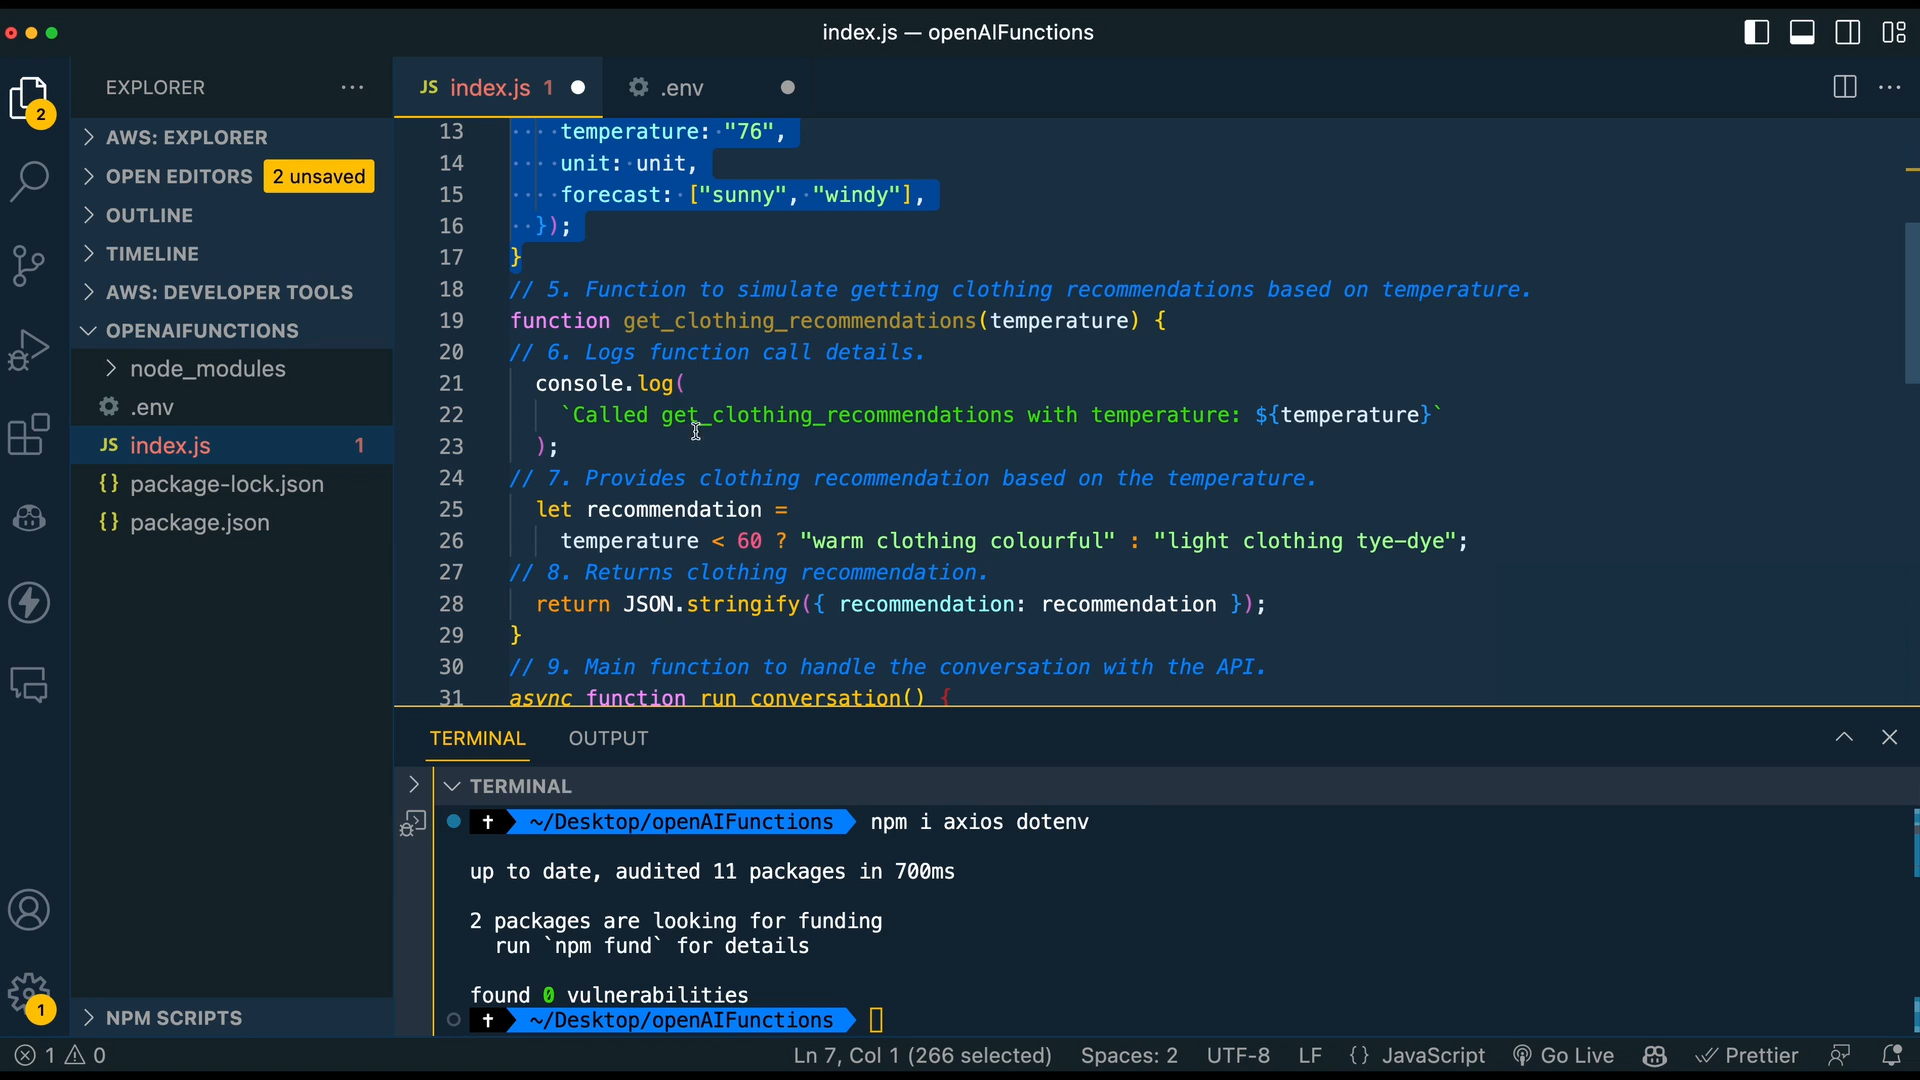 index.js — openAIFunctions
EXPLORER
2
AWS: EXPLORER
OPEN EDITORS 2 unsaved
OUTLINE
TIMELINE
AWS: DEVELOPER TOOLS
OPENAIFUNCTIONS
node_modules
.env
JS index.js 1
{} package-lock.json
{} package.json
NPM SCRIPTS
1
JS index.js 1
.env
13 temperature: "76",
14 unit: unit,
15 forecast: ["sunny", "windy"],
16 });
17 }
18 // 5. Function to simulate getting clothing recommendations based on temperature.
19 function get_clothing_recommendations(temperature) {
20 // 6. Logs function call details.
21 console.log(
22 `Called get_clothing_recommendations with temperature: ${temperature}`
23 );
24 // 7. Provides clothing recommendation based on the temperature.
25 let recommendation =
26 temperature < 60 ? "warm clothing colourful" : "light clothing tye-dye";
27 // 8. Returns clothing recommendation.
28 return JSON.stringify({ recommendation: recommendation });
29 }
30 // 9. Main function to handle the conversation with the API.
31 async function run_conversation() {
TERMINAL OUTPUT
TERMINAL
~/Desktop/openAIFunctions npm i axios dotenv
up to date, audited 11 packages in 700ms
2 packages are looking for funding
run `npm fund` for details
found 0 vulnerabilities
~/Desktop/openAIFunctions
1 0 Ln 7, Col 1 (266 selected) Spaces: 2 UTF-8 LF {} JavaScript Go Live Prettier